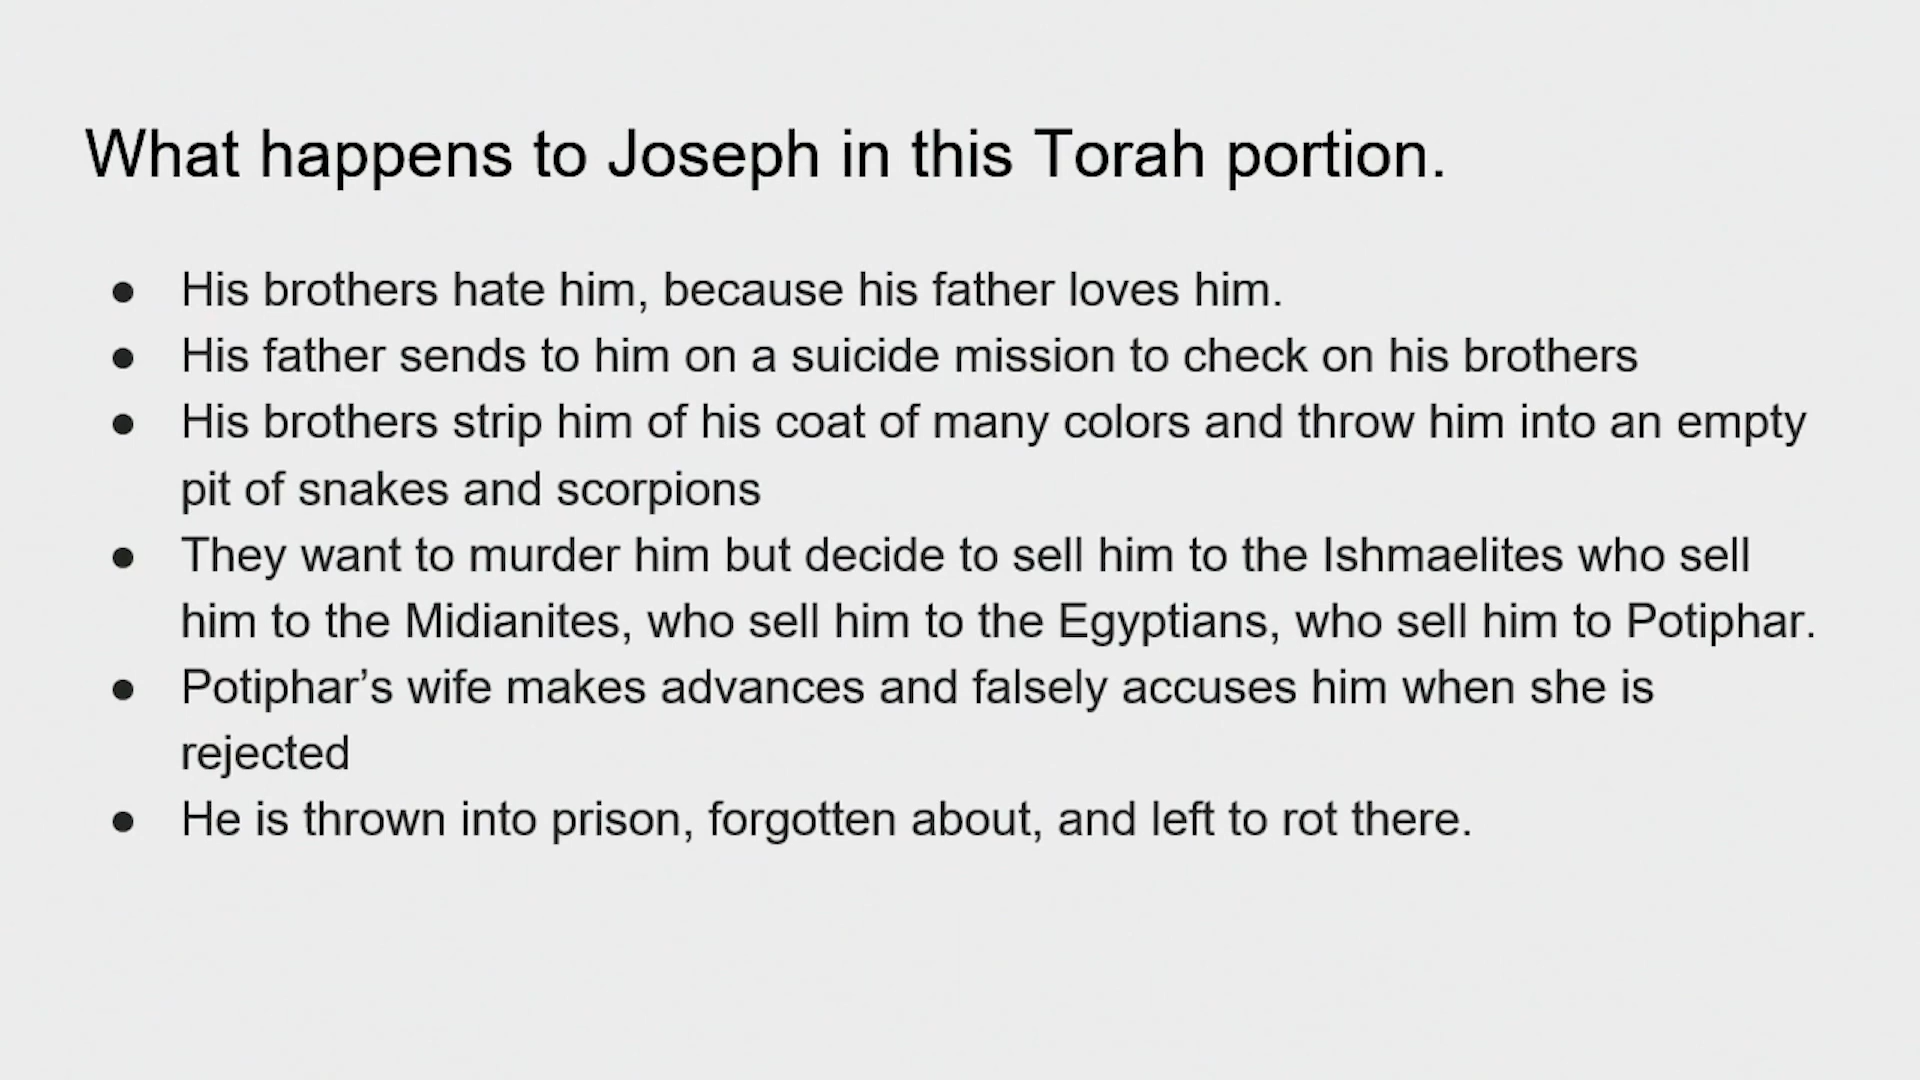 What happens to Joseph in this Torah portion.
● His brothers hate him, because his father loves him.
● His father sends to him on a suicide mission to check on his brothers
● His brothers strip him of his coat of many colors and throw him into an empty
pit of snakes and scorpions
● They want to murder him but decide to sell him to the Ishmaelites who sell
him to the Midianites, who sell him to the Egyptians, who sell him to Potiphar.
● Potiphar’s wife makes advances and falsely accuses him when she is
rejected
● He is thrown into prison, forgotten about, and left to rot there.